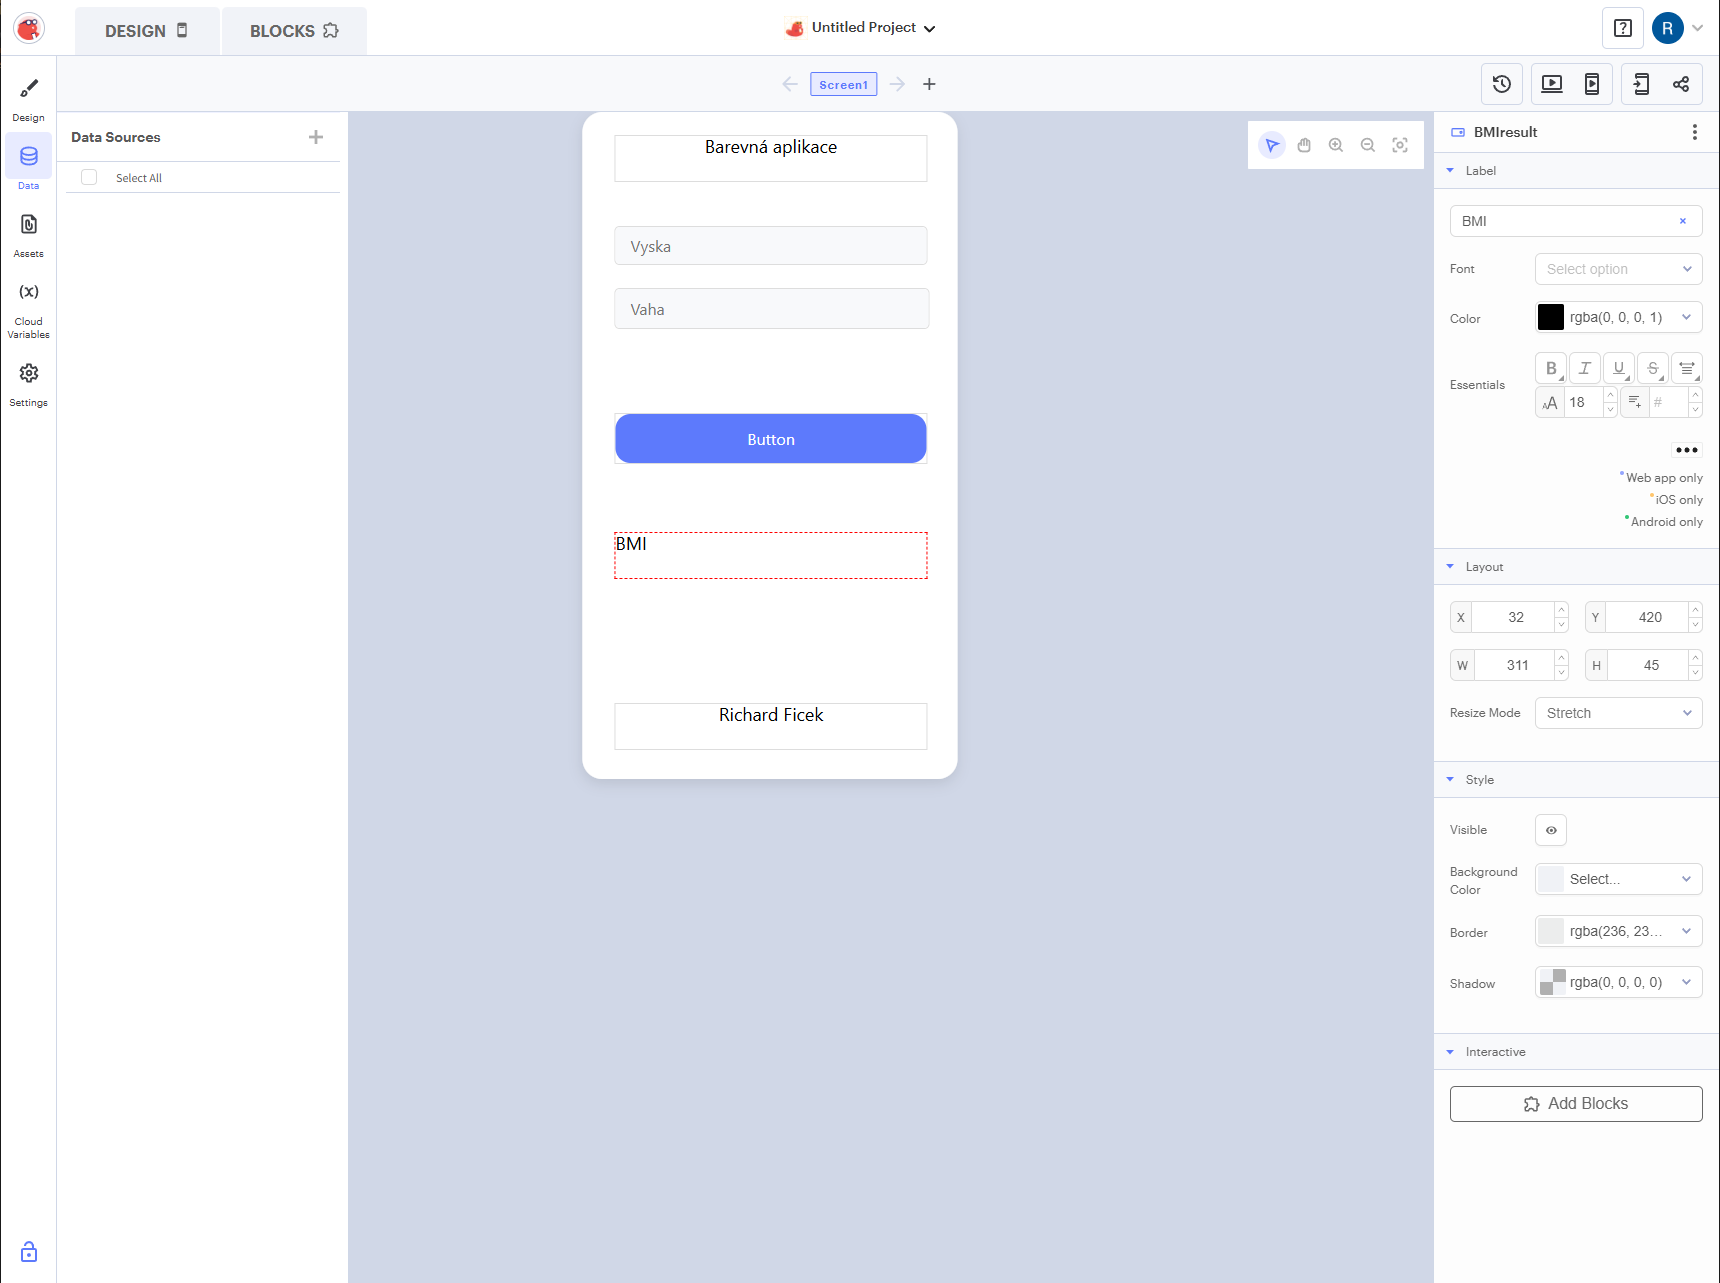 DESIGN
BLOCKS
Untitled Project
?
R
Screen1
Design
Data
Assets
(x)
Cloud
Variables
Settings
Data Sources
Select All
Barevná aplikace
Vyska
Vaha
Button
BMI
Richard Ficek
BMIresult
Label
BMI
Font
Select option
Color
rgba(0, 0, 0, 1)
Essentials
B I U S
AA 18 #
Web app only
iOS only
Android only
Layout
X 32 Y 420
W 311 H 45
Resize Mode
Stretch
Style
Visible
Background
Color
Select...
Border
rgba(236, 23...
Shadow
rgba(0, 0, 0, 0)
Interactive
Add Blocks